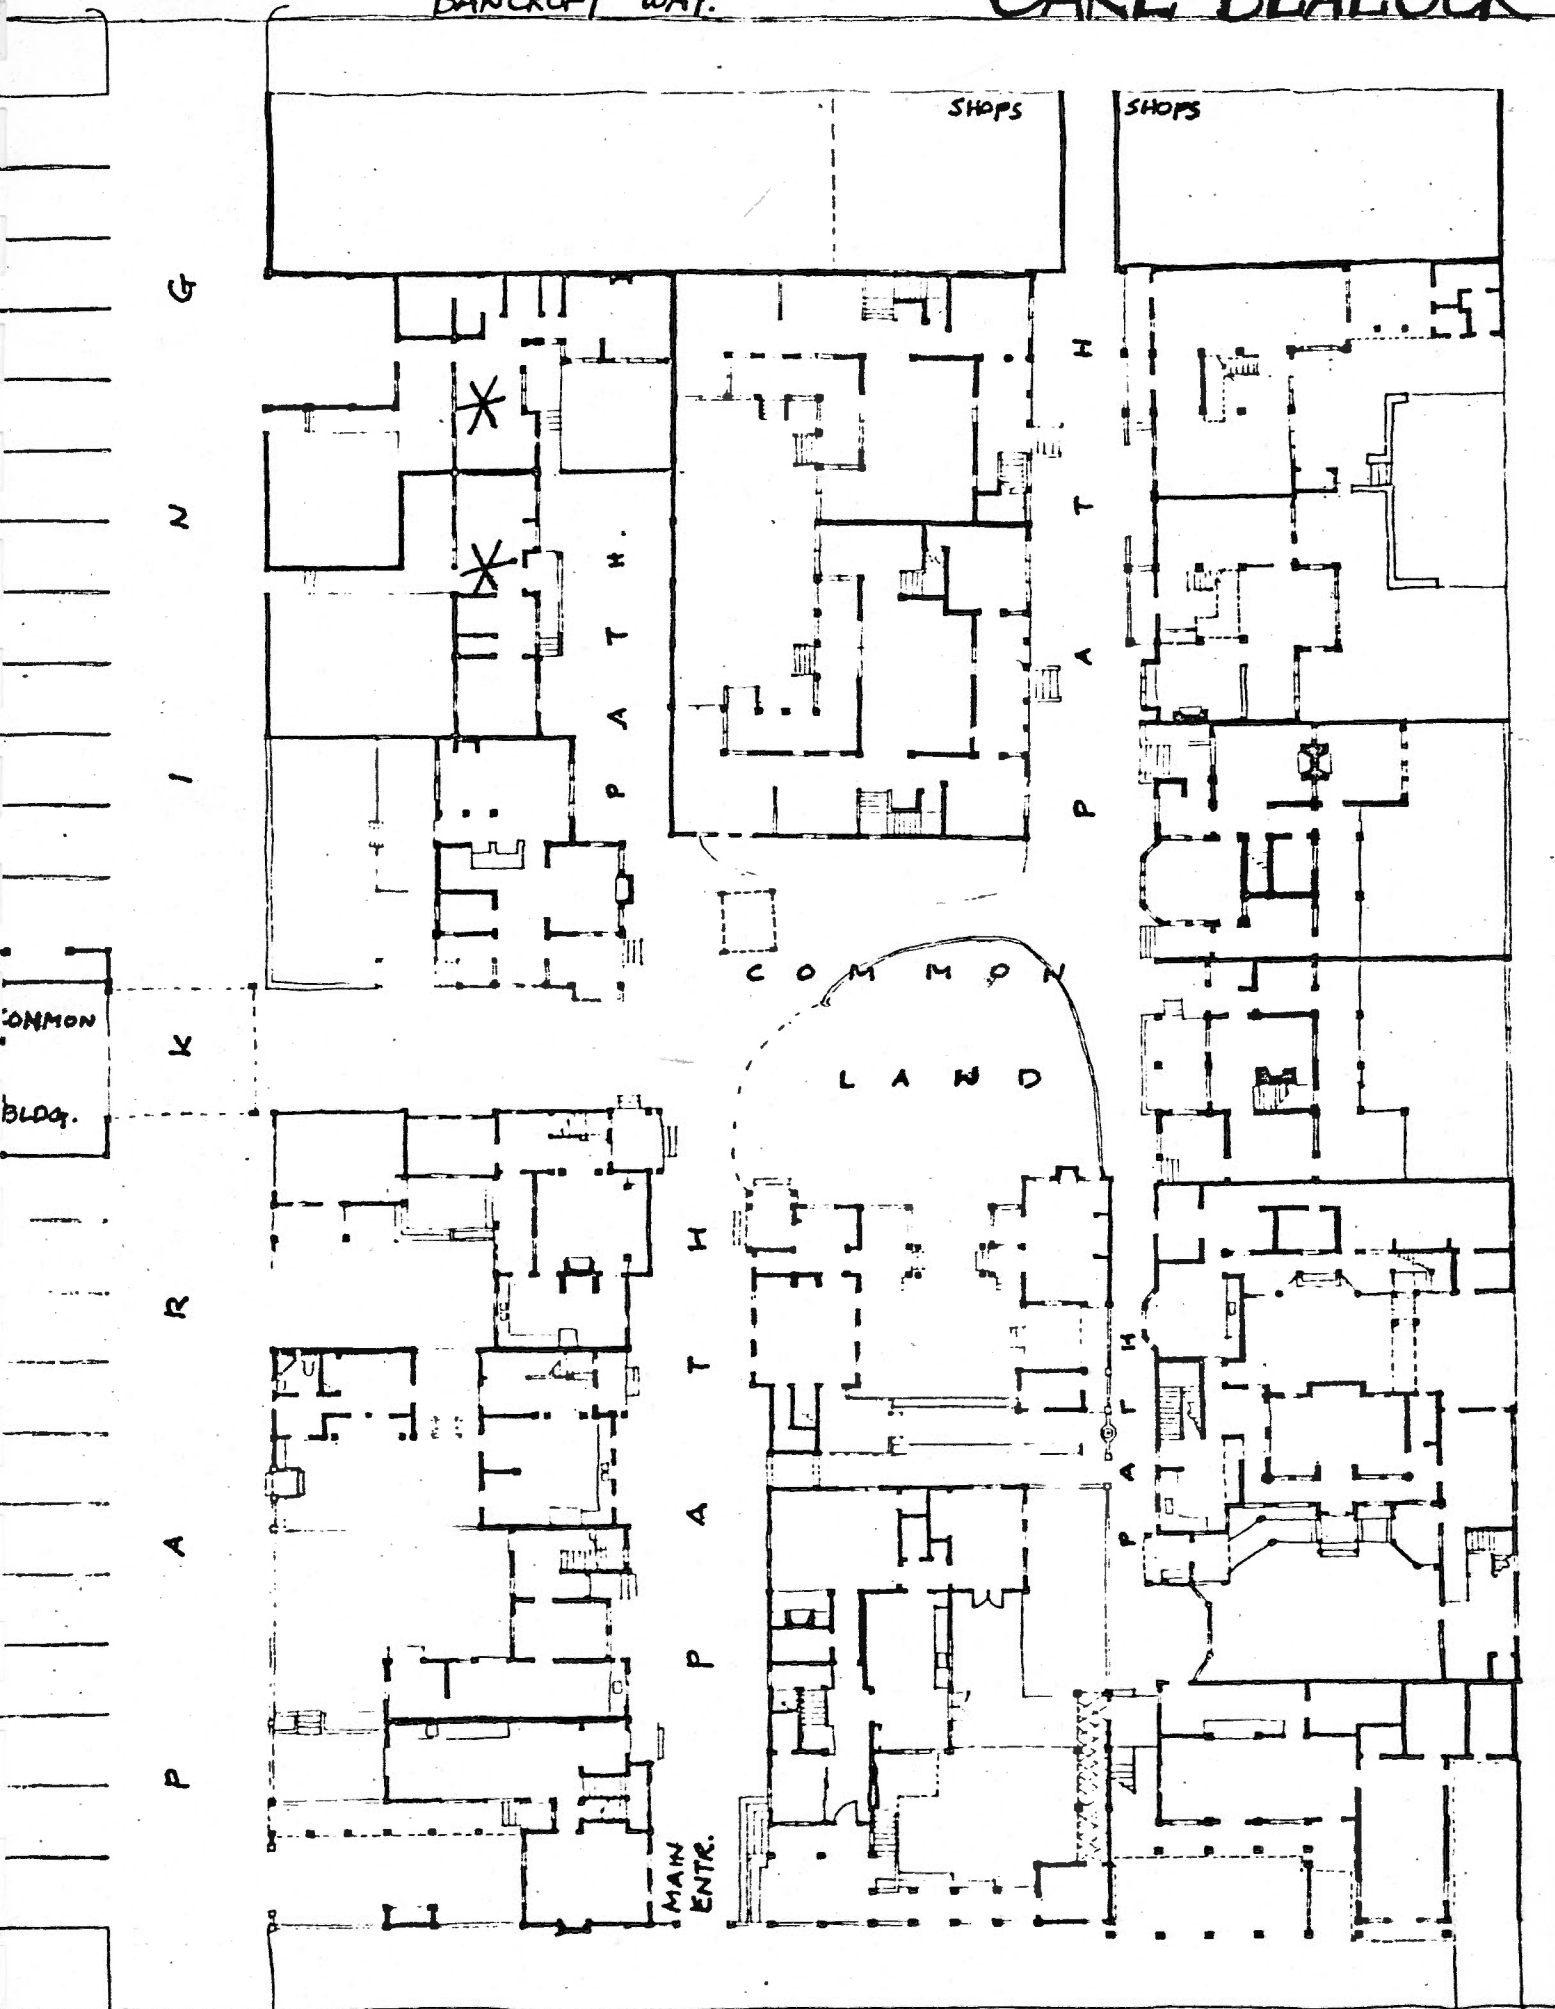 BANCROFT WAY.
SHOPS
SHOPS
PARKING
PATH.
PATH
COMMON
LAND
COMMON
BLDG.
PATH
PATH
MAIN
ENTR.